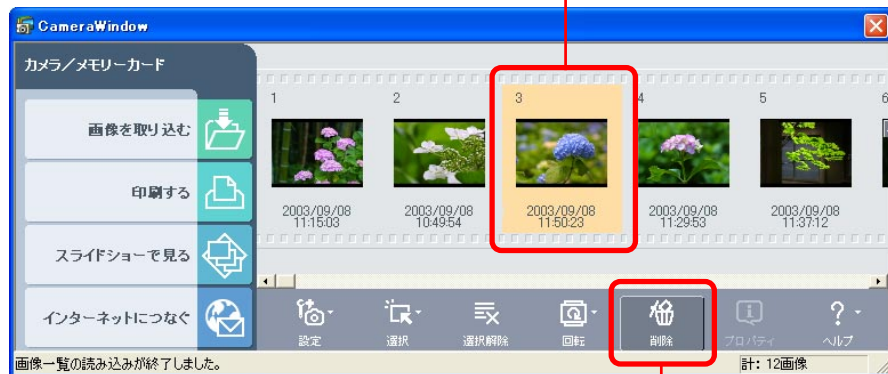 CameraWindow
カメラ/メモリーカード
画像を取り込む
印刷する
スライドショーで見る
インターネットにつなぐ
1
2
3
4
5
6
2003/09/08
11:15:03
2003/09/08
10:49:54
2003/09/08
11:50:23
2003/09/08
11:29:53
2003/09/08
11:37:12
設定
選択
選択解除
回転
削除
プロパティ
ヘルプ
画像一覧の読み込みが終了しました。
計: 12画像